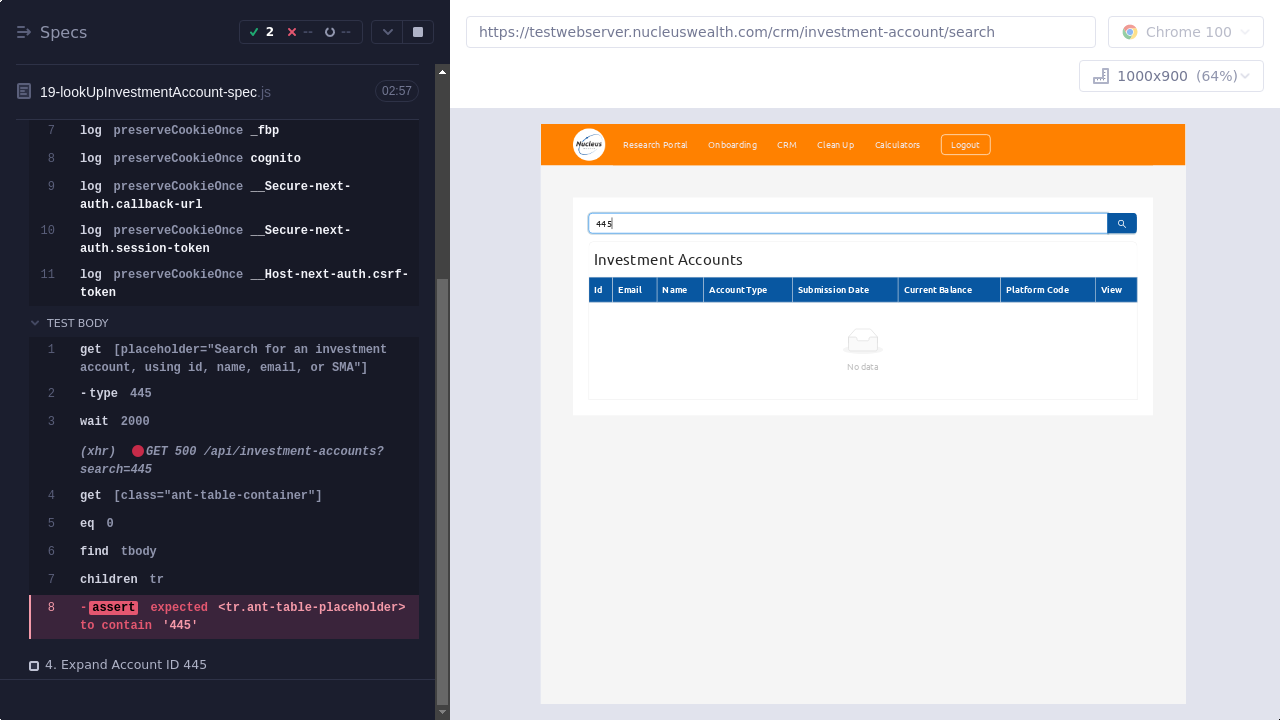 Specs
2
--
--
https://testwebserver.nucleuswealth.com/crm/investment-account/search
Chrome 100
1000x900 (64%)
19-lookUpInvestmentAccount-spec.js
02:57
7 log preserveCookieOnce _fbp
8 log preserveCookieOnce cognito
9 log preserveCookieOnce __Secure-next-
auth.callback-url
10 log preserveCookieOnce __Secure-next-
auth.session-token
11 log preserveCookieOnce __Host-next-auth.csrf-
token
TEST BODY
1 get [placeholder="Search for an investment
account, using id, name, email, or SMA"]
2 -type 445
3 wait 2000
(xhr) GET 500 /api/investment-accounts?
search=445
4 get [class="ant-table-container"]
5 eq 0
6 find tbody
7 children tr
8 -assert expected <tr.ant-table-placeholder>
to contain '445'
4. Expand Account ID 445
Nucleus
Research Portal
Onboarding
CRM
Clean Up
Calculators
Logout
445
Investment Accounts
Id
Email
Name
Account Type
Submission Date
Current Balance
Platform Code
View
No data